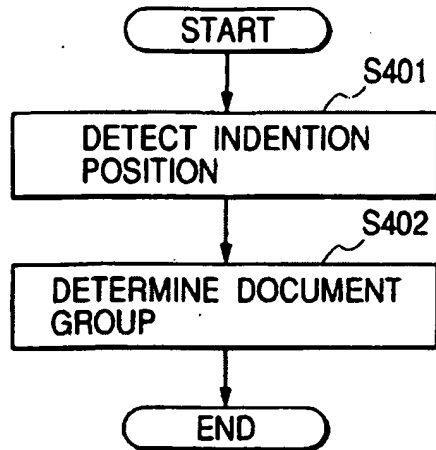 START
S401
DETECT INDENTION
POSITION
S402
DETERMINE DOCUMENT
GROUP
END